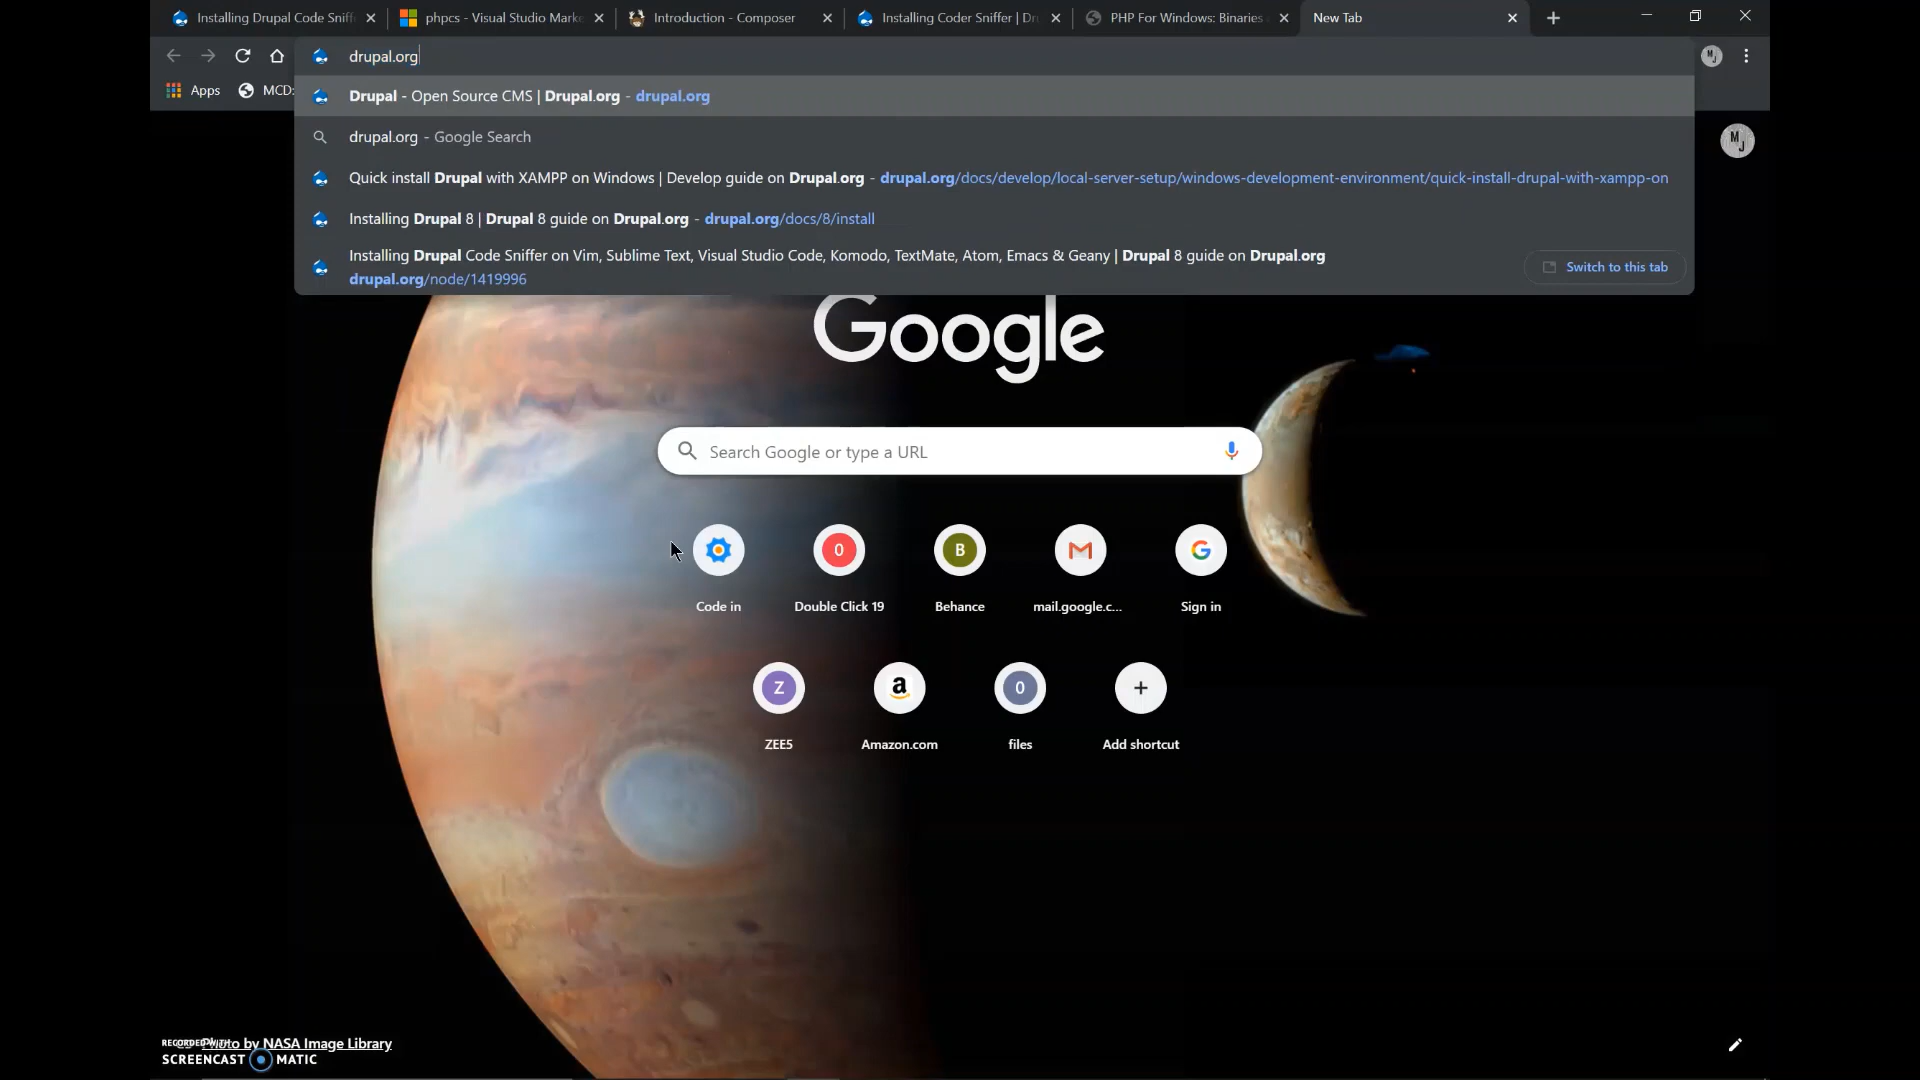 Installing Drupal Code Sniff
phpcs - Visual Studio Marke
Introduction - Composer
Installing Coder Sniffer | Dr
PHP For Windows: Binaries
New Tab
drupal.org
MJ
Apps
MCD:
Drupal - Open Source CMS | Drupal.org - drupal.org
drupal.org - Google Search
MJ
Quick install Drupal with XAMPP on Windows | Develop guide on Drupal.org - drupal.org/docs/develop/local-server-setup/windows-development-environment/quick-install-drupal-with-xampp-on
Installing Drupal 8 | Drupal 8 guide on Drupal.org - drupal.org/docs/8/install
Installing Drupal Code Sniffer on Vim, Sublime Text, Visual Studio Code, Komodo, TextMate, Atom, Emacs & Geany | Drupal 8 guide on Drupal.org
drupal.org/node/1419996
Switch to this tab
Google
Search Google or type a URL
0
B
G
Code in
Double Click 19
Behance
mail.google.c...
Sign in
Z
a
0
ZEE5
Amazon.com
files
Add shortcut
Photo by NASA Image Library
RECORDED WITH
SCREENCAST MATIC